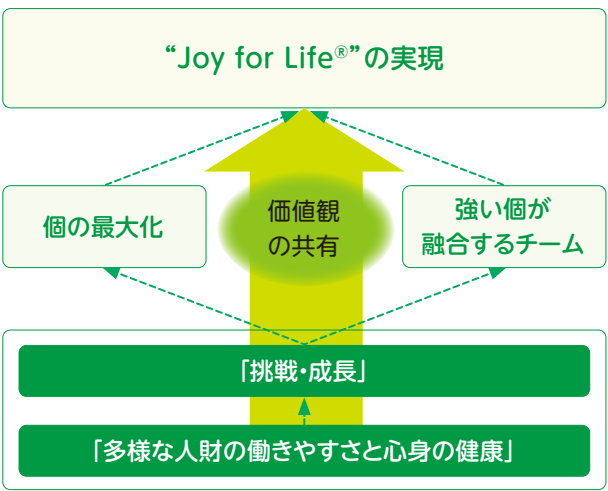 “Joy for Life®”の実現
個の最大化
価値観
の共有
強い個が
融合するチーム
「挑戦・成長」
「多様な人財の働きやすさと心身の健康」